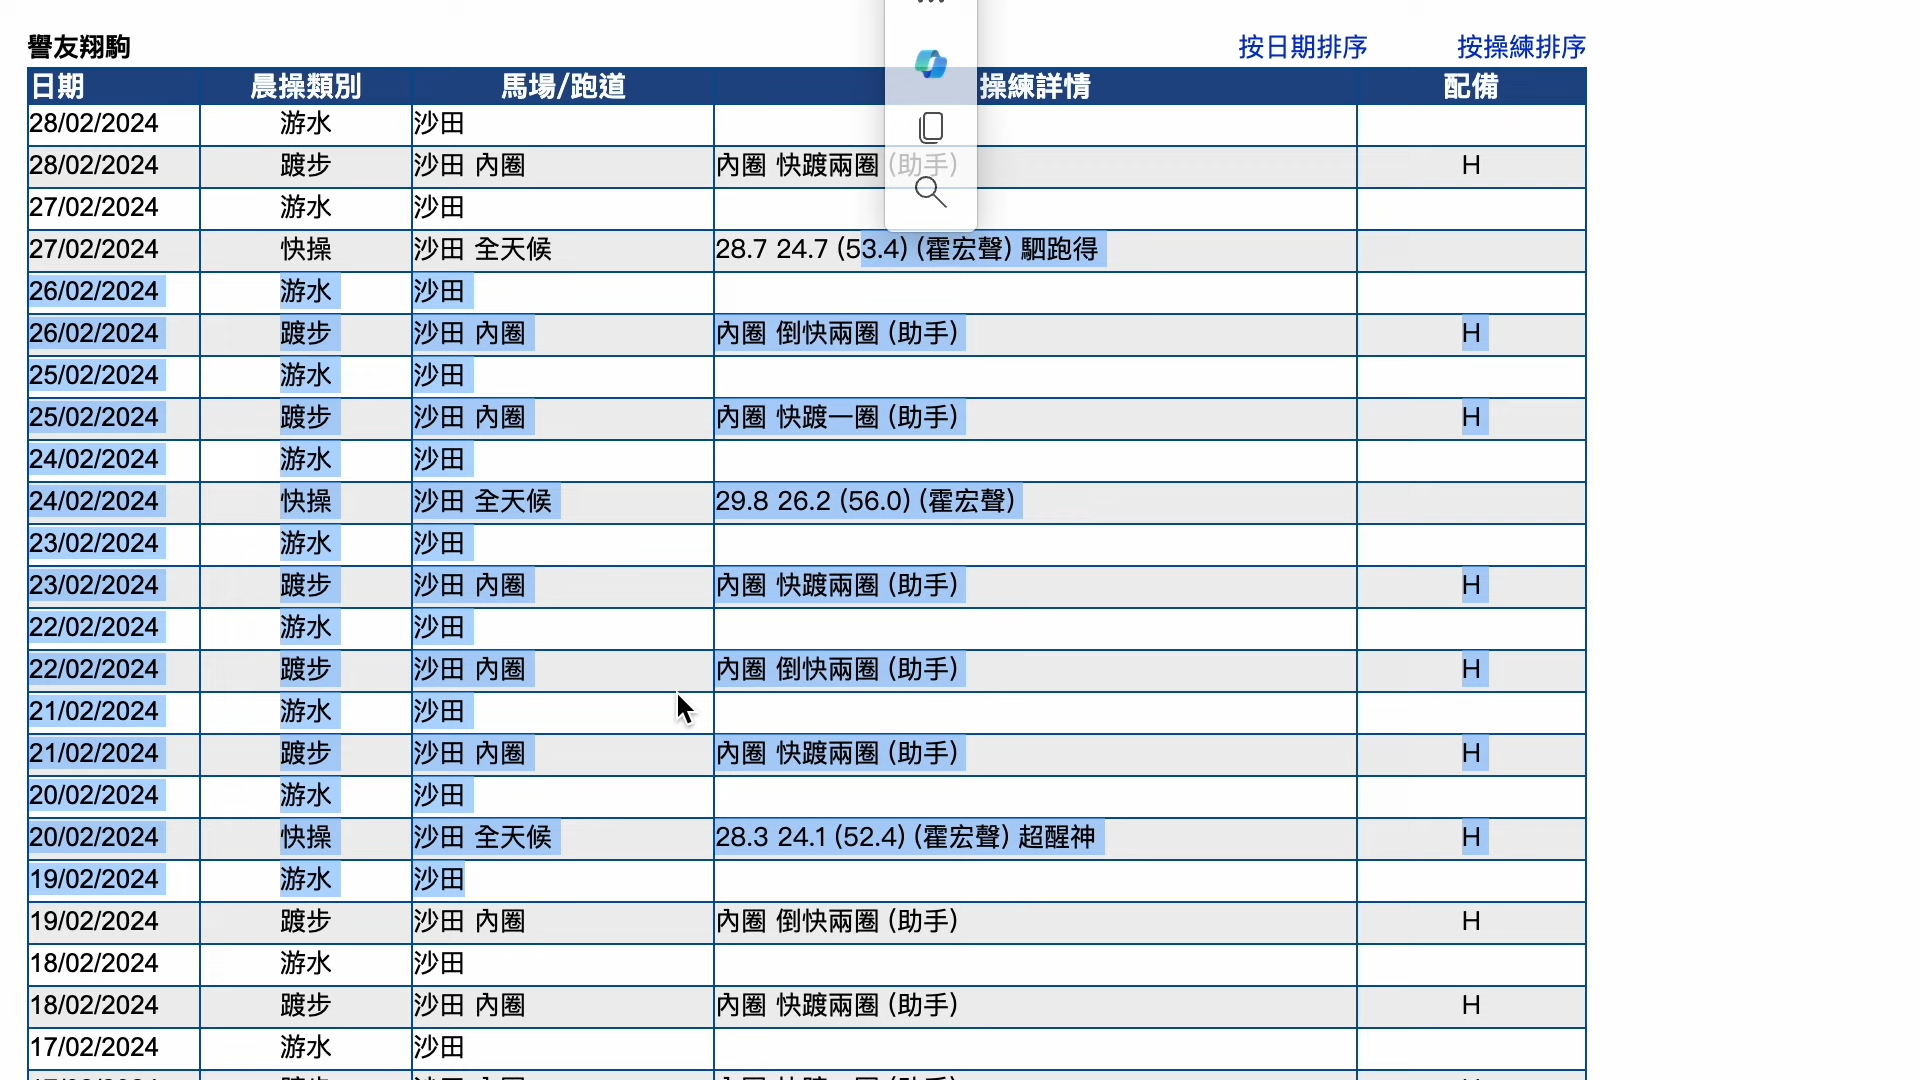 譽友翔駒 按日期排序 按操練排序
日期 晨操類別 馬場/跑道 操練詳情 配備
28/02/2024 游水 沙田
28/02/2024 踱步 沙田 內圈 內圈 快踱兩圈 (助手) H
27/02/2024 游水 沙田
27/02/2024 快操 沙田 全天候 28.7 24.7 (53.4) (霍宏聲) 駟跑得
26/02/2024 游水 沙田
26/02/2024 踱步 沙田 內圈 內圈 倒快兩圈 (助手) H
25/02/2024 游水 沙田
25/02/2024 踱步 沙田 內圈 內圈 快踱一圈 (助手) H
24/02/2024 游水 沙田
24/02/2024 快操 沙田 全天候 29.8 26.2 (56.0) (霍宏聲)
23/02/2024 游水 沙田
23/02/2024 踱步 沙田 內圈 內圈 快踱兩圈 (助手) H
22/02/2024 游水 沙田
22/02/2024 踱步 沙田 內圈 內圈 倒快兩圈 (助手) H
21/02/2024 游水 沙田
21/02/2024 踱步 沙田 內圈 內圈 快踱兩圈 (助手) H
20/02/2024 游水 沙田
20/02/2024 快操 沙田 全天候 28.3 24.1 (52.4) (霍宏聲) 超醒神 H
19/02/2024 游水 沙田
19/02/2024 踱步 沙田 內圈 內圈 倒快兩圈 (助手) H
18/02/2024 游水 沙田
18/02/2024 踱步 沙田 內圈 內圈 快踱兩圈 (助手) H
17/02/2024 游水 沙田